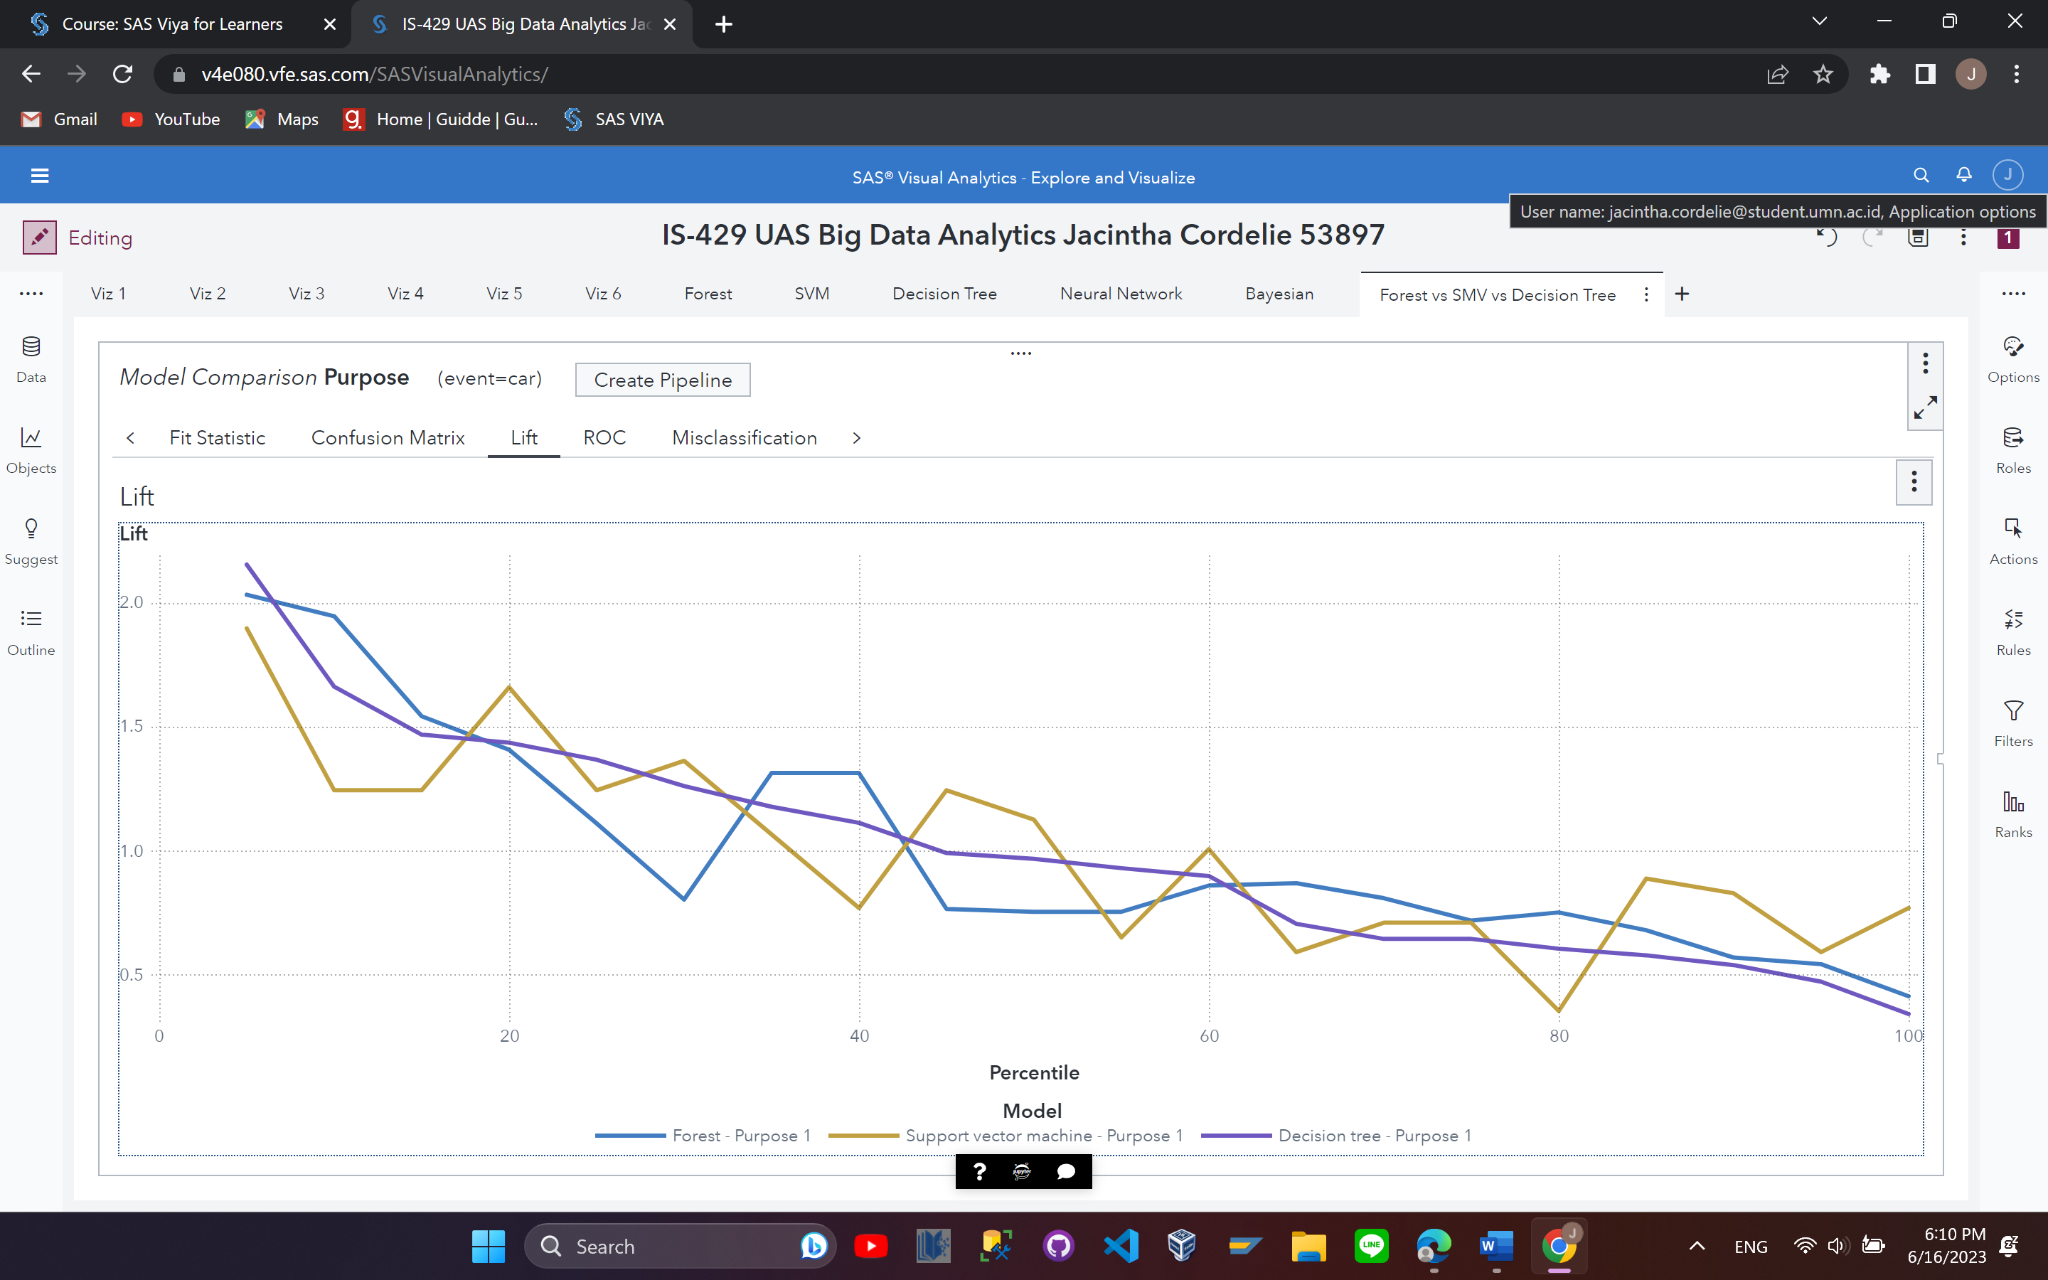 Course: SAS Viya for Learners
IS-429 UAS Big Data Analytics Ja
v4e080.vfe.sas.com/SASVisualAnalytics/
J
Gmail
YouTube
Maps
Home | Guidde | Gu...
SAS VIYA
SAS® Visual Analytics - Explore and Visualize
J
User name: jacintha.cordelie@student.umn.ac.id, Application options
Editing
IS-429 UAS Big Data Analytics Jacintha Cordelie 53897
1
Viz 1
Viz 2
Viz 3
Viz 4
Viz 5
Viz 6
Forest
SVM
Decision Tree
Neural Network
Bayesian
Forest vs SMV vs Decision Tree
Data
Objects
Suggest
Outline
Model Comparison Purpose (event=car)
Create Pipeline
Fit Statistic
Confusion Matrix
Lift
ROC
Misclassification
Lift
Lift
2.0
1.5
1.0
0.5
0
20
40
60
80
100
Percentile
Model
Forest - Purpose 1
Support vector machine - Purpose 1
Decision tree - Purpose 1
Options
Roles
Actions
Rules
Filters
Ranks
?
jupyter
Search
LINE
W
J
ENG
6:10 PM
6/16/2023